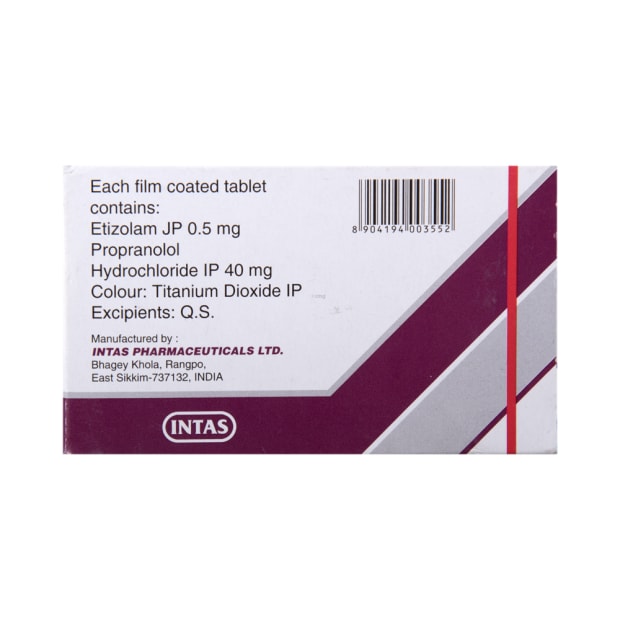 Each film coated tablet
contains:
Etizolam JP 0.5 mg
Propranolol
Hydrochloride IP 40 mg
Colour: Titanium Dioxide IP
Excipients: Q.S.
Manufactured by :
INTAS PHARMACEUTICALS LTD.
Bhagey Khola, Rangpo,
East Sikkim-737132, INDIA
8 904194 003552
INTAS